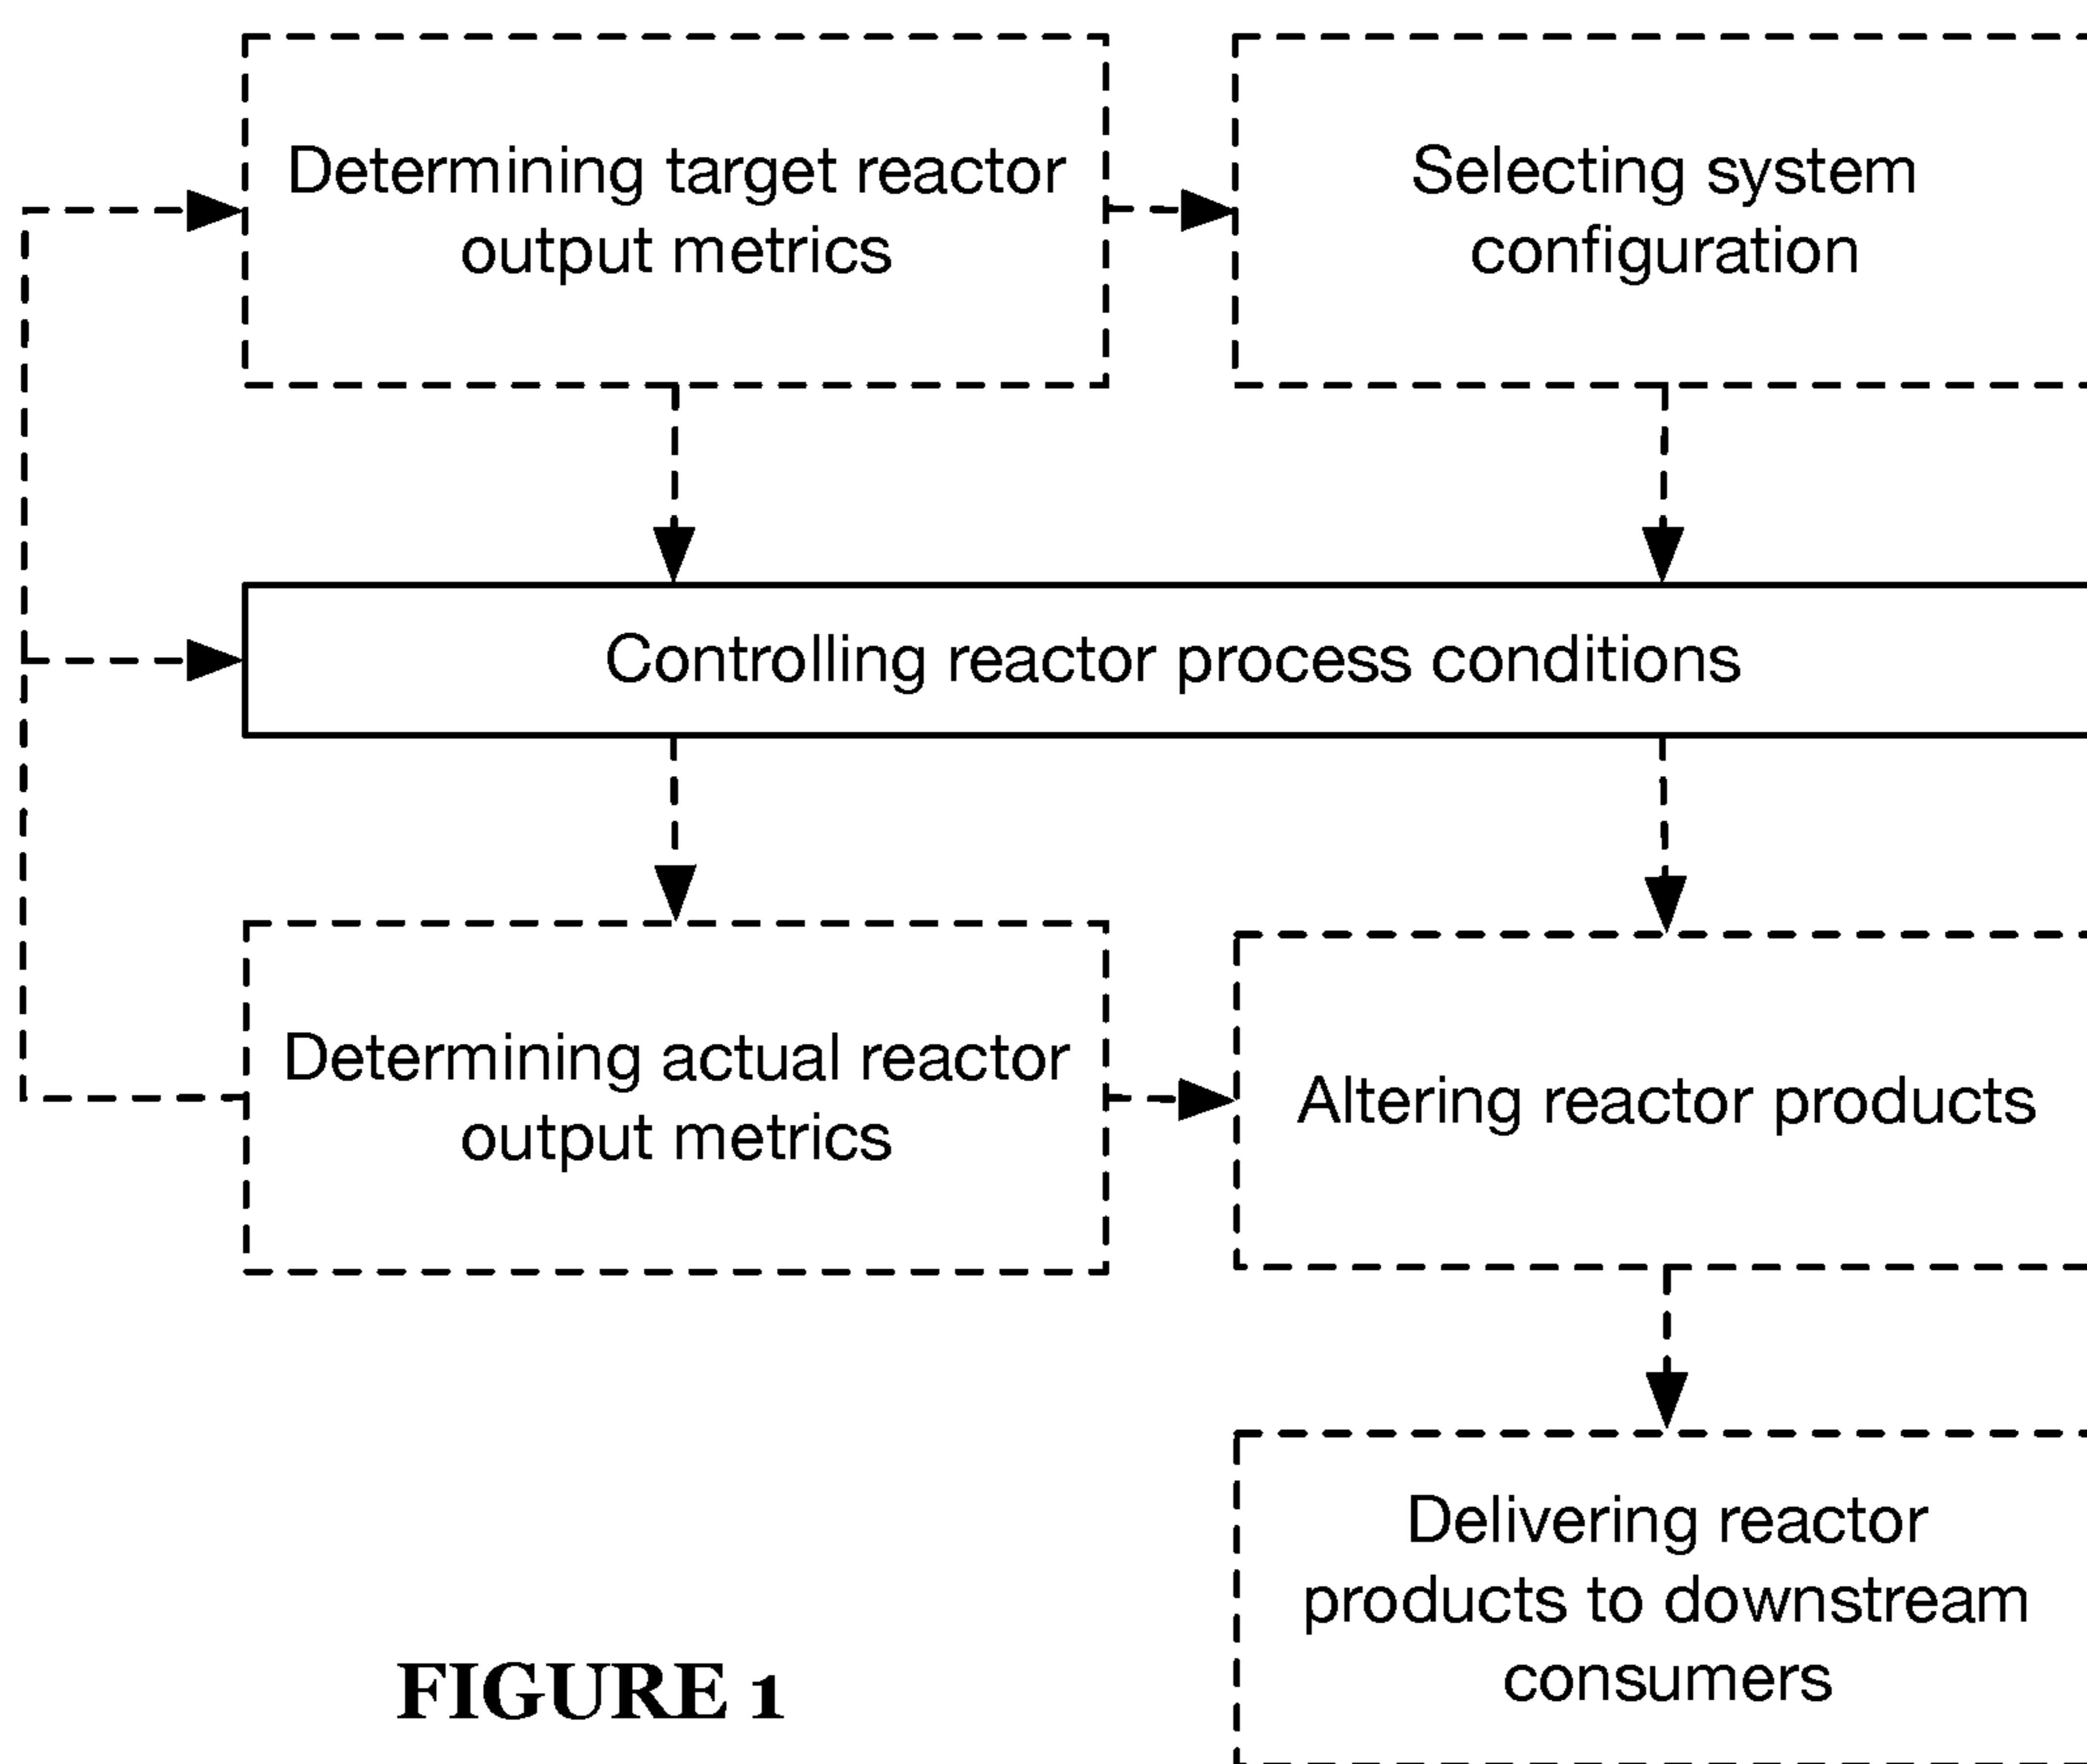 Determining target reactor
output metrics
Selecting system
configuration
Controlling reactor process conditions
Determining actual reactor
output metrics
Altering reactor products
Delivering reactor
products to downstream
consumers
FIGURE 1